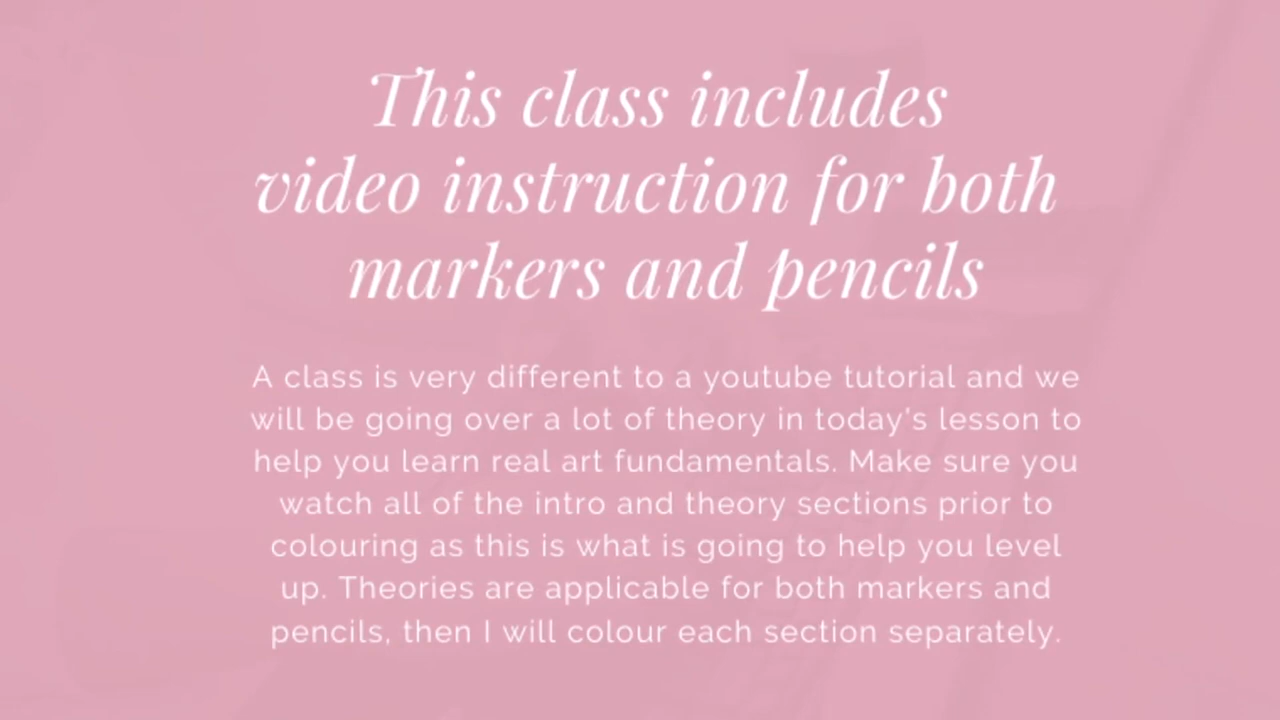 This class includes
video instruction for both
markers and pencils
A class is very different to a youtube tutorial and we
will be going over a lot of theory in today's lesson to
help you learn real art fundamentals. Make sure you
watch all of the intro and theory sections prior to
colouring as this is what is going to help you level
up. Theories are applicable for both markers and
pencils, then I will colour each section separately.